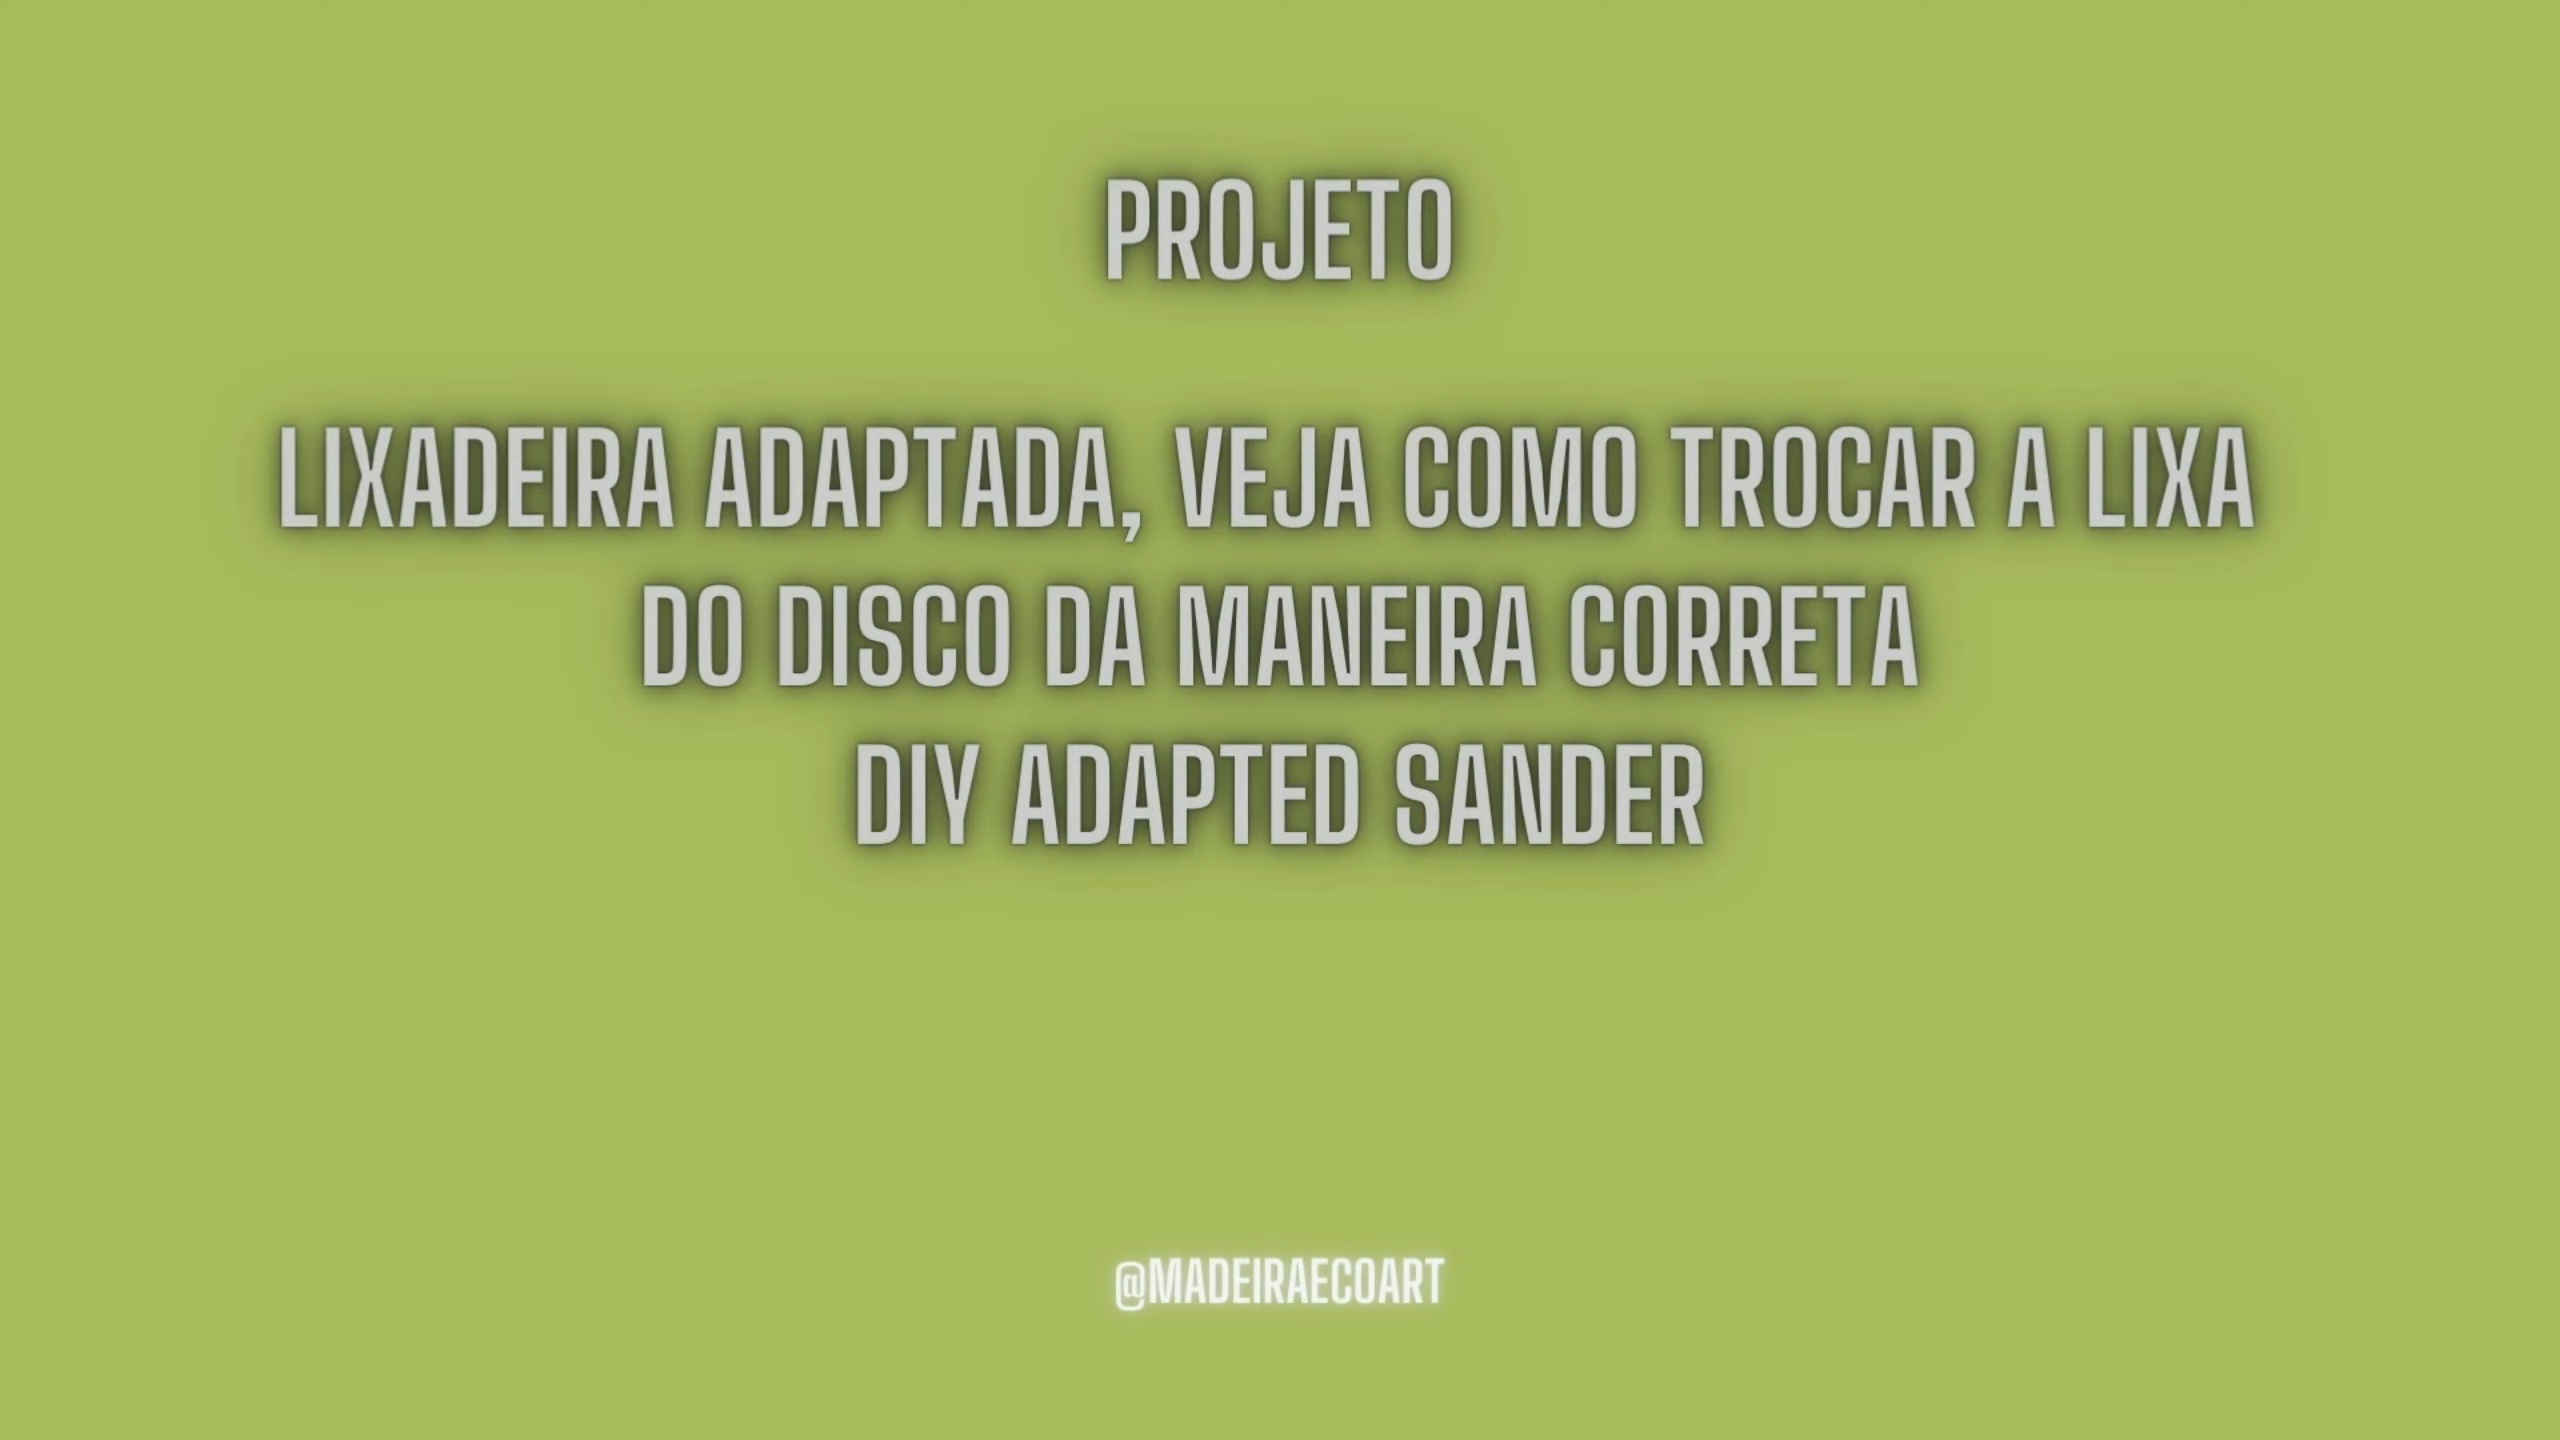 PROJETO
LIXADEIRA ADAPTADA, VEJA COMO TROCAR A LIXA
DO DISCO DA MANEIRA CORRETA
DIY ADAPTED SANDER
@MADEIRAECOART